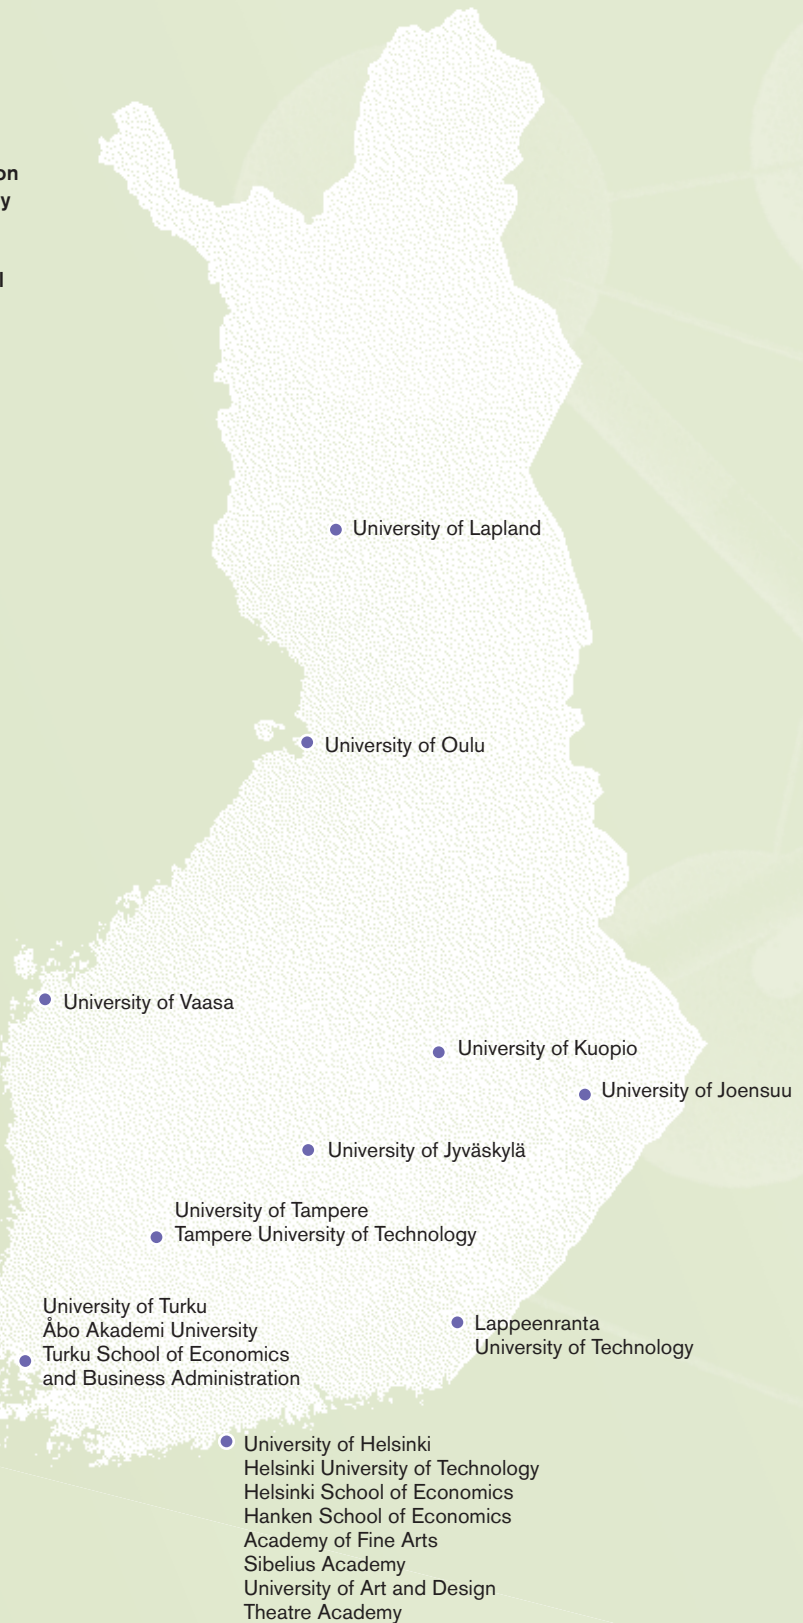 on
y
l
University of Lapland
University of Oulu
University of Vaasa
University of Kuopio
University of Joensuu
University of Jyväskylä
University of Tampere
Tampere University of Technology
University of Turku
Åbo Akademi University
Turku School of Economics
and Business Administration
Lappeenranta
University of Technology
University of Helsinki
Helsinki University of Technology
Helsinki School of Economics
Hanken School of Economics
Academy of Fine Arts
Sibelius Academy
University of Art and Design
Theatre Academy